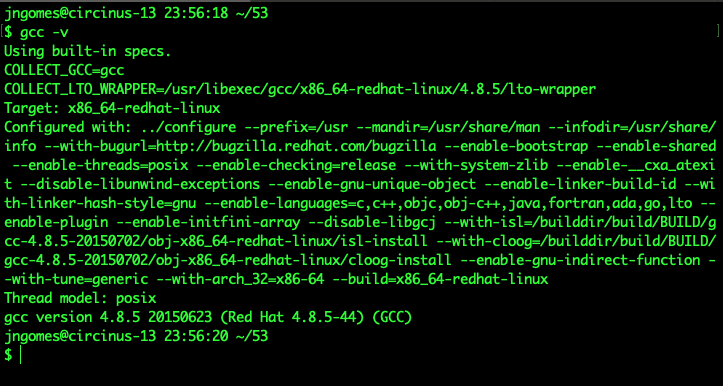 jngomes@circinus-13 23:56:18 ~/53
$ gcc -v
Using built-in specs.
COLLECT_GCC=gcc
COLLECT_LTO_WRAPPER=/usr/libexec/gcc/x86_64-redhat-linux/4.8.5/lto-wrapper
Target: x86_64-redhat-linux
Configured with: ../configure --prefix=/usr --mandir=/usr/share/man --infodir=/usr/share/
info --with-bugurl=http://bugzilla.redhat.com/bugzilla --enable-bootstrap --enable-shared
 --enable-threads=posix --enable-checking=release --with-system-zlib --enable-__cxa_atexi
t --disable-libunwind-exceptions --enable-gnu-unique-object --enable-linker-build-id --wi
th-linker-hash-style=gnu --enable-languages=c,c++,objc,obj-c++,java,fortran,ada,go,lto --
enable-plugin --enable-initfini-array --disable-libgcj --with-isl=/builddir/build/BUILD/g
cc-4.8.5-20150702/obj-x86_64-redhat-linux/isl-install --with-cloog=/builddir/build/BUILD/
gcc-4.8.5-20150702/obj-x86_64-redhat-linux/cloog-install --enable-gnu-indirect-function -
-with-tune=generic --with-arch_32=x86-64 --build=x86_64-redhat-linux
Thread model: posix
gcc version 4.8.5 20150623 (Red Hat 4.8.5-44) (GCC)
jngomes@circinus-13 23:56:20 ~/53
$